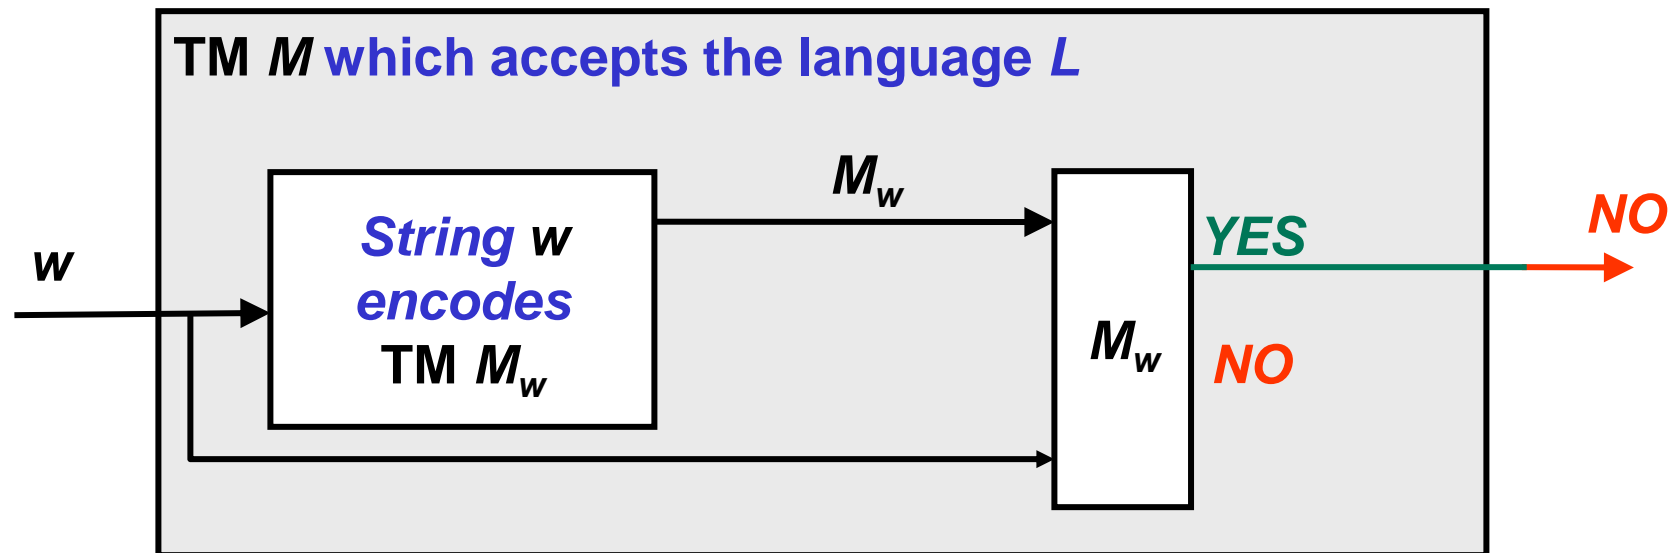 TM M which accepts the language L
w
String w
encodes
TM Mw
Mw
Mw
YES
NO
NO